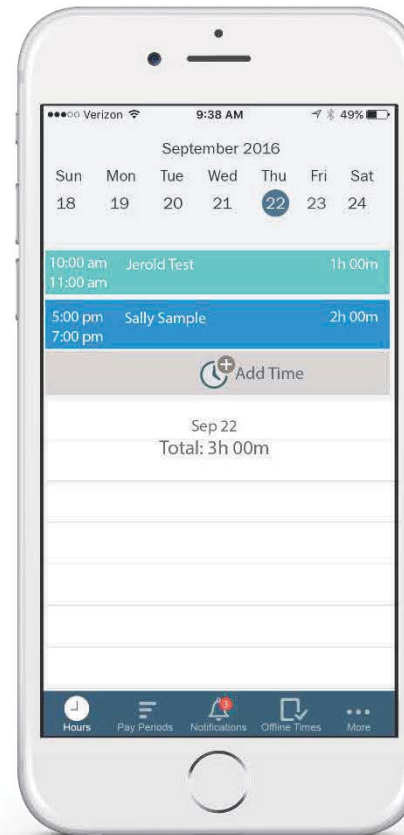 Verizon 9:38 AM 49%
September 2016
Sun Mon Tue Wed Thu Fri Sat
18 19 20 21 22 23 24
10:00 am Jerold Test 1h 00m
11:00 am
5:00 pm Sally Sample 2h 00m
7:00 pm
Add Time
Sep 22
Total: 3h 00m
3
Hours Pay Periods Notifications Offline Times More